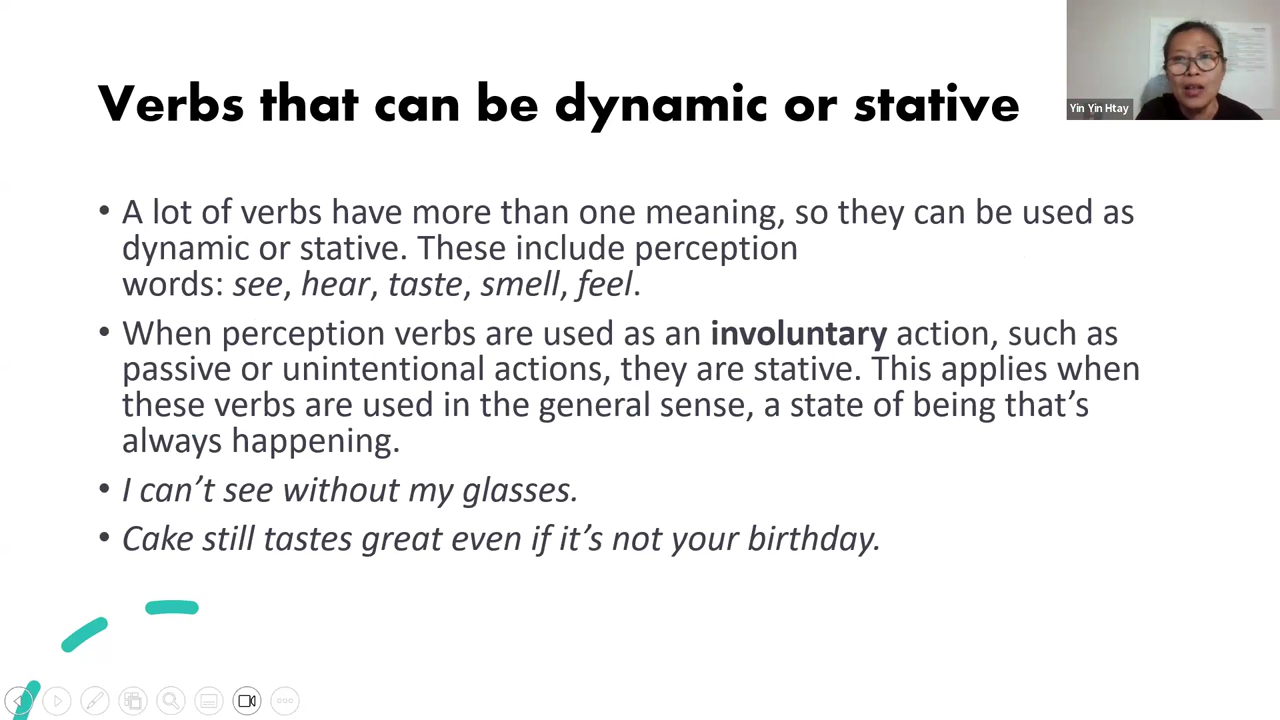 Verbs that can be dynamic or stative
Yin Yin Htay
• A lot of verbs have more than one meaning, so they can be used as
dynamic or stative. These include perception
words: see, hear, taste, smell, feel.
• When perception verbs are used as an involuntary action, such as
passive or unintentional actions, they are stative. This applies when
these verbs are used in the general sense, a state of being that’s
always happening.
• I can’t see without my glasses.
• Cake still tastes great even if it’s not your birthday.